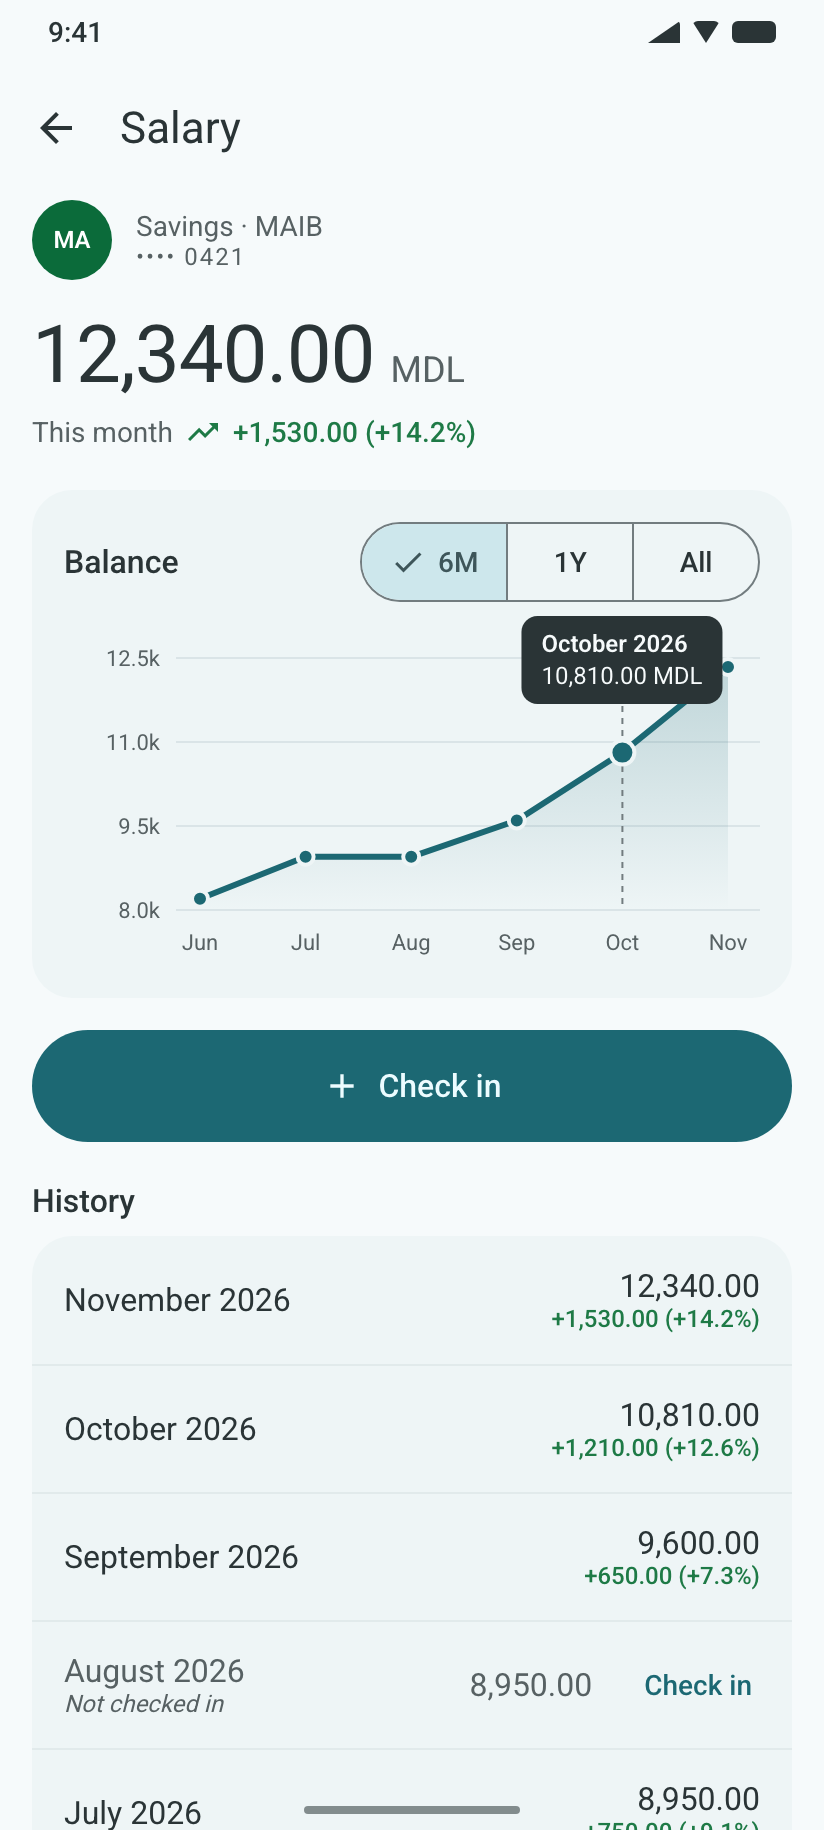 9:41
Salary
MA
Savings · MAIB
•••• 0421
12,340.00 MDL
This month +1,530.00 (+14.2%)
Balance
6M
1Y
All
October 2026
10,810.00 MDL
12.5k
11.0k
9.5k
8.0k
Jun Jul Aug Sep Oct Nov
+ Check in
History
November 2026
12,340.00
+1,530.00 (+14.2%)
October 2026
10,810.00
+1,210.00 (+12.6%)
September 2026
9,600.00
+650.00 (+7.3%)
August 2026
Not checked in
8,950.00
Check in
July 2026
8,950.00